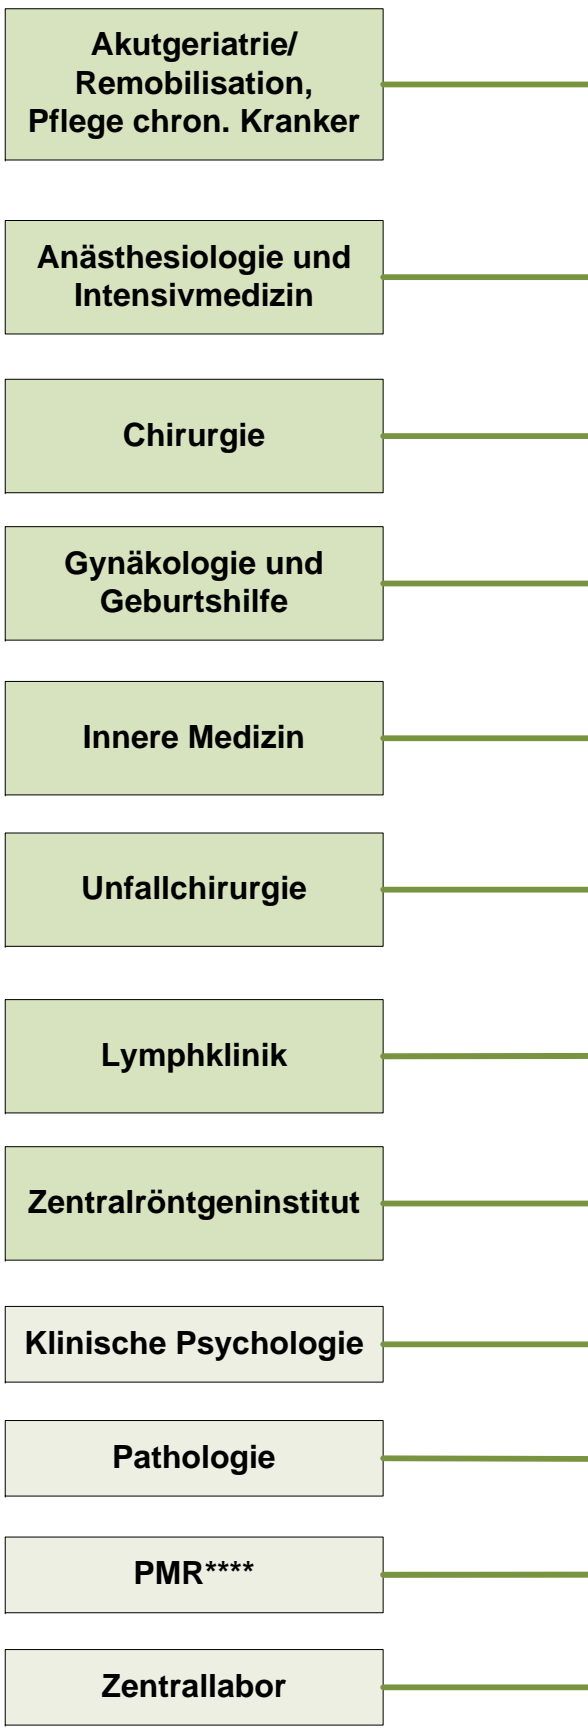 Akutgeriatrie/
Remobilisation,
Pflege chron. Kranker
Anästhesiologie und
Intensivmedizin
Chirurgie
Gynäkologie und
Geburtshilfe
Innere Medizin
Unfallchirurgie
Lymphklinik
Zentralröntgeninstitut
Klinische Psychologie
Pathologie
PMR****
Zentrallabor